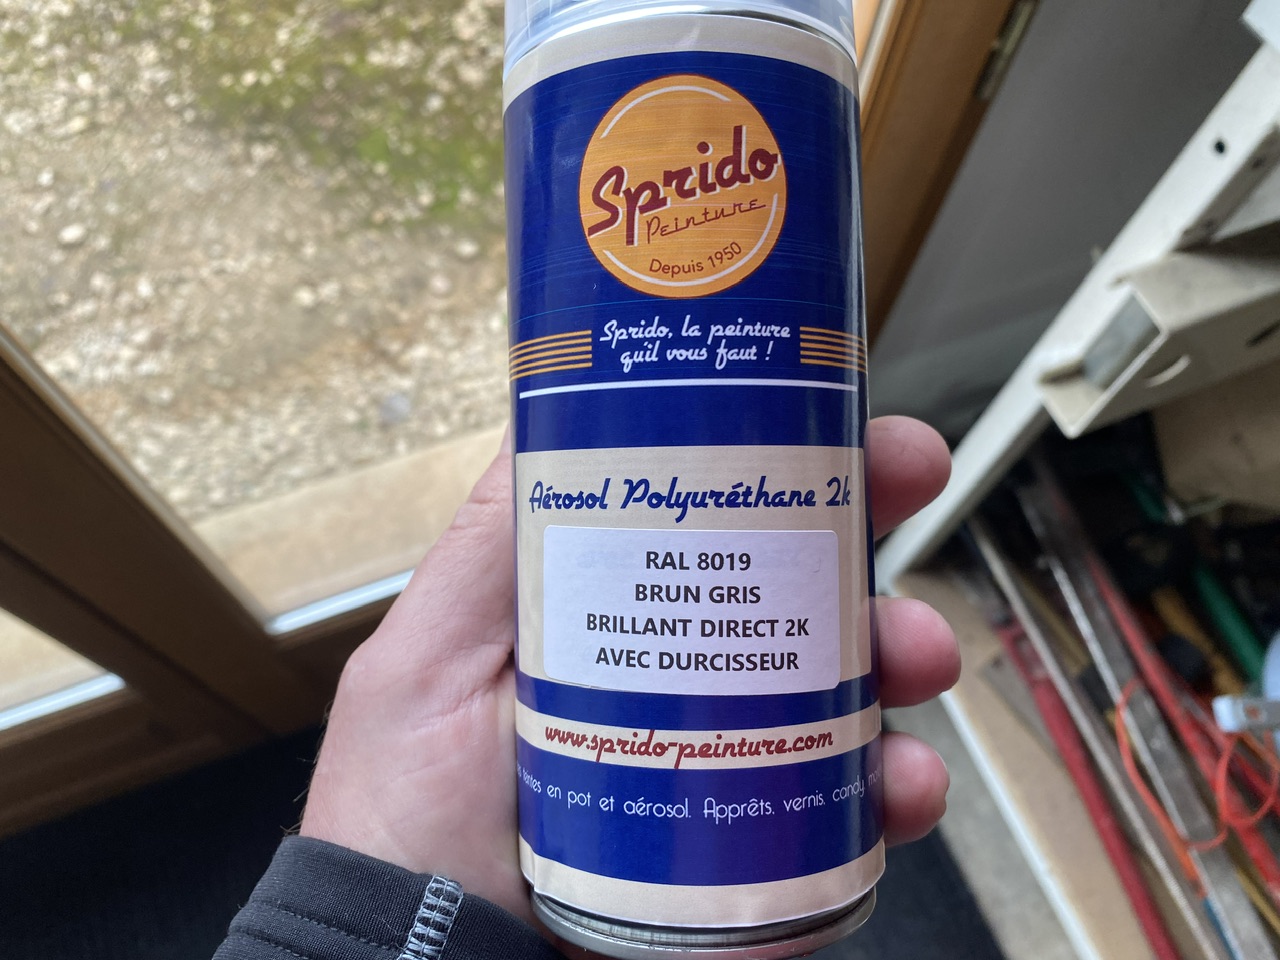 Sprido
Peinture
Depuis 1950
Sprido, la peinture
qu'il vous faut !
Aérosol Polyuréthane 2k
RAL 8019
BRUN GRIS
BRILLANT DIRECT 2K
AVEC DURCISSEUR
www.sprido-peinture.com
en pot et aérosol. Apprêts. vernis. candy.